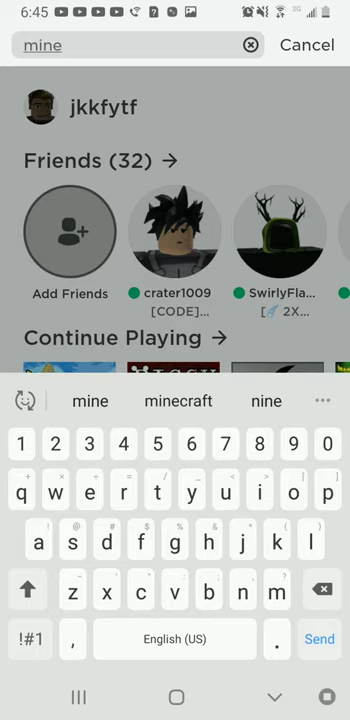 6:45
3G
mine
Cancel
jkkfytf
Friends (32) →
Add Friends
crater1009
SwirlyFla...
[CODE]...
[🚀 2X...
Continue Playing →
mine
minecraft
nine
...
1 2 3 4 5 6 7 8 9 0
+ × ÷ = / _ < > [ ]
q w e r t y u i o p
! @ # $ % & * ( )
a s d f g h j k l
- ' " : ; , ?
z x c v b n m
!#1
,
English (US)
.
Send